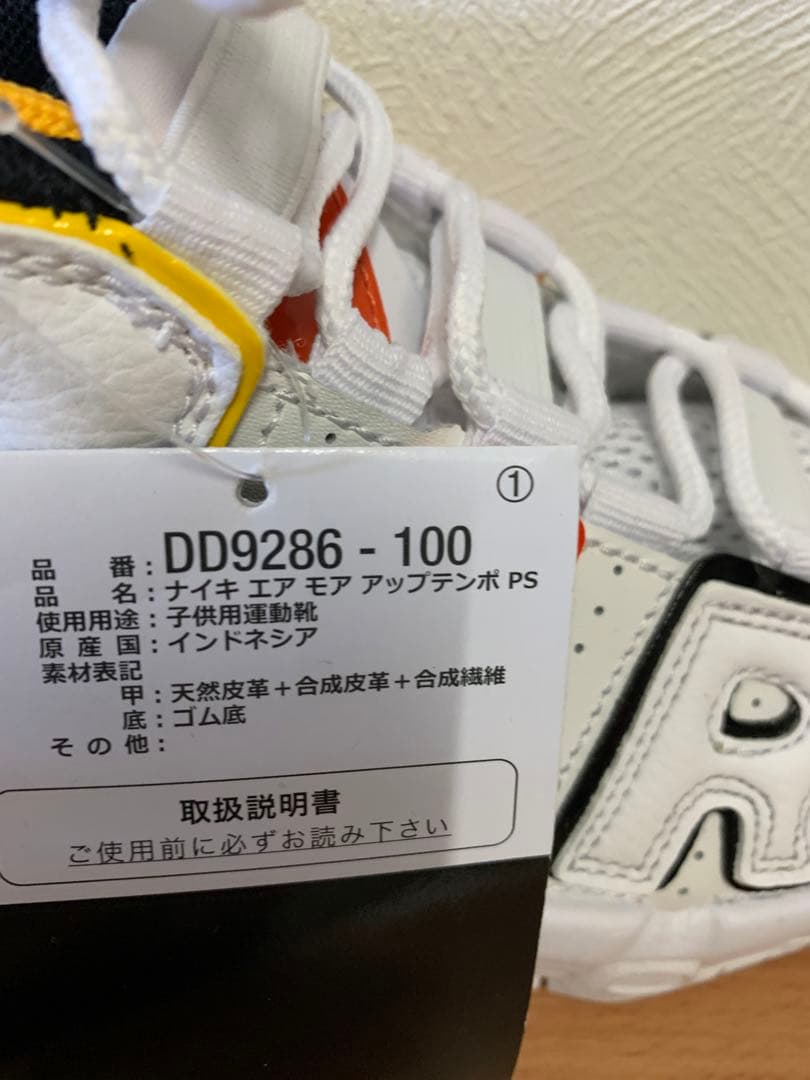 ①
品 番：DD9286 - 100
品 名：ナイキ エア モア アップテンポ PS
使用用途：子供用運動靴
原 産 国：インドネシア
素材表記
甲：天然皮革＋合成皮革＋合成繊維
底：ゴム底
そ の 他：
取扱説明書
ご使用前に必ずお読み下さい
R